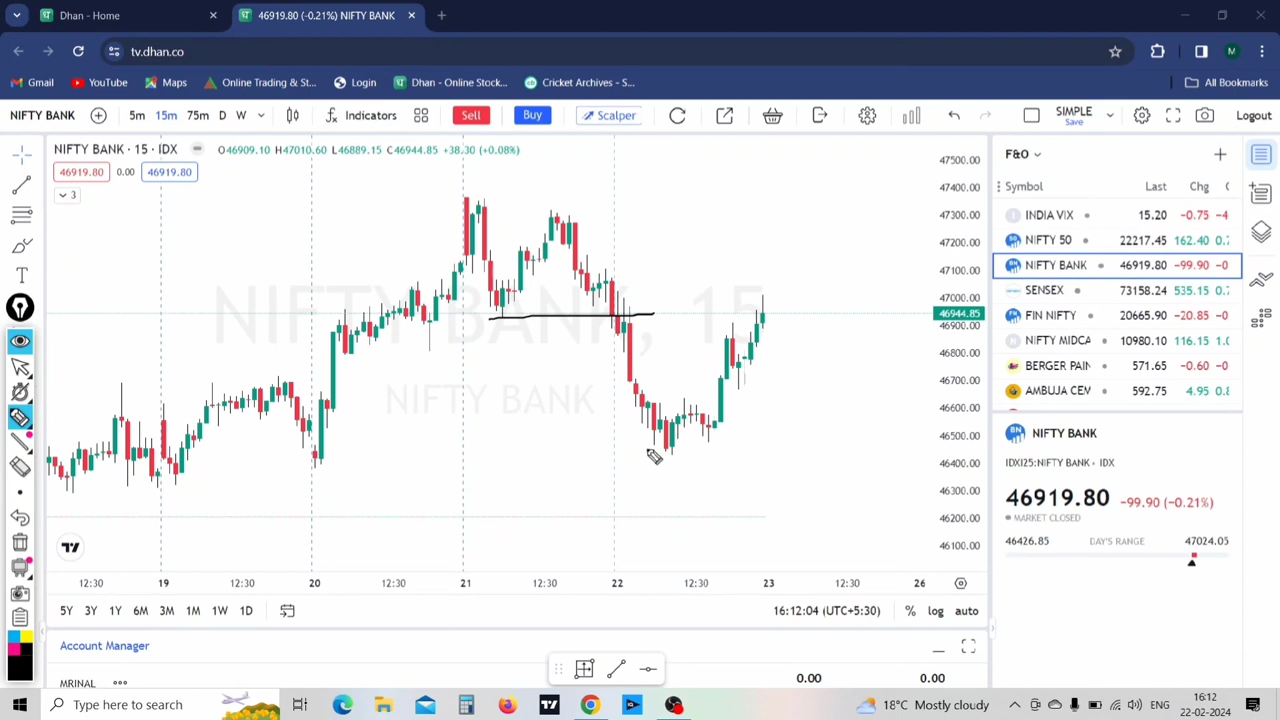 Dhan - Home
46919.80 (-0.21%) NIFTY BANK
tv.dhan.co
Gmail YouTube Maps Online Trading & St... Login Dhan - Online Stock... Cricket Archives - S... All Bookmarks
NIFTY BANK 5m 15m 75m D W Indicators Sell Buy Scalper SIMPLE Save Logout
NIFTY BANK · 15 · IDX O46909.10 H47010.60 L46889.15 C46944.85 +38.30 (+0.08%)
46919.80 0.00 46919.80
3
NIFTY BANK, 15
NIFTY BANK
47500.00
47400.00
47300.00
47200.00
47100.00
47000.00
46944.85
46900.00
46800.00
46700.00
46600.00
46500.00
46400.00
46300.00
46200.00
46100.00
12:30 19 12:30 20 12:30 21 12:30 22 12:30 23 12:30 26
5Y 3Y 1Y 6M 3M 1M 1W 1D 16:12:04 (UTC+5:30) % log auto
Account Manager
MRINAL 0.00 0.00
F&O
Symbol Last Chg
INDIA VIX 15.20 -0.75 -4
NIFTY 50 22217.45 162.40 0.7
NIFTY BANK 46919.80 -99.90 -0
SENSEX 73158.24 535.15 0.7
FIN NIFTY 20665.90 -20.85 -0
NIFTY MIDCA 10980.10 116.15 1.0
BERGER PAIN 571.65 -0.60 -0
AMBUJA CEM 592.75 4.95 0.8
NIFTY BANK
IDX125:NIFTY BANK · IDX
46919.80 -99.90 (-0.21%)
MARKET CLOSED
46426.85 DAY'S RANGE 47024.05
Type here to search
18°C Mostly cloudy
ENG
16:12
22-02-2024